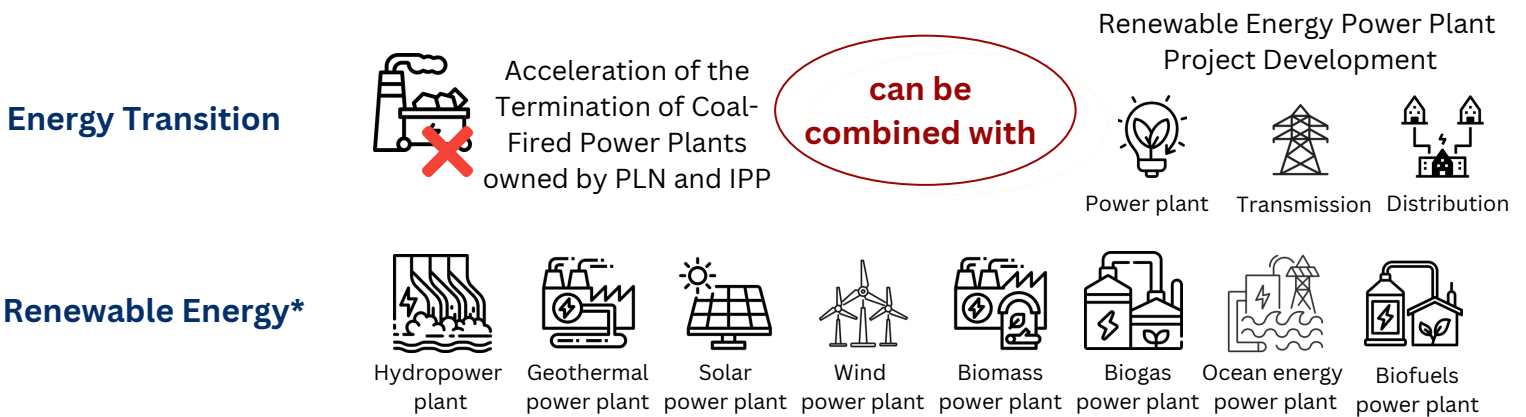 Energy Transition
Acceleration of the
Termination of Coal-
Fired Power Plants
owned by PLN and IPP
can be
combined with
Renewable Energy Power Plant
Project Development
Power plant
Transmission
Distribution
Renewable Energy*
Hydropower
plant
Geothermal
power plant
Solar
power plant
Wind
power plant
Biomass
power plant
Biogas
power plant
Ocean energy
power plant
Biofuels
power plant